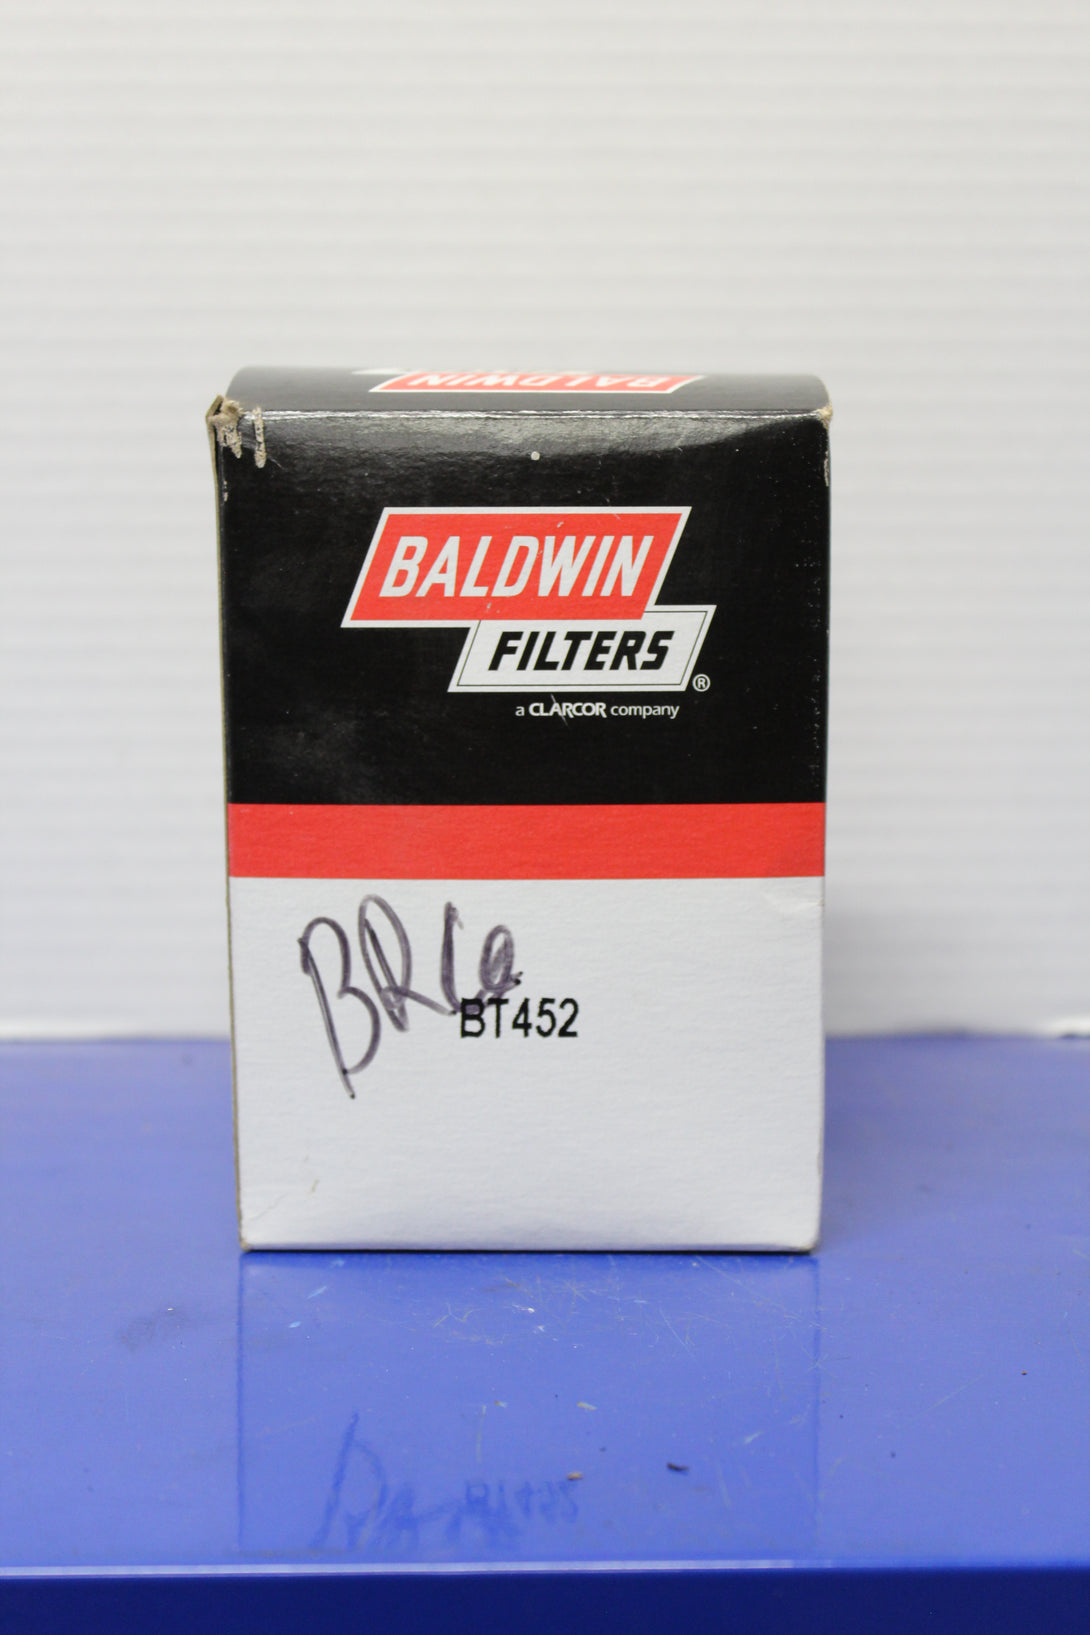 BALDWIN
BALDWIN
FILTERS®
a CLARCOR company
BT452